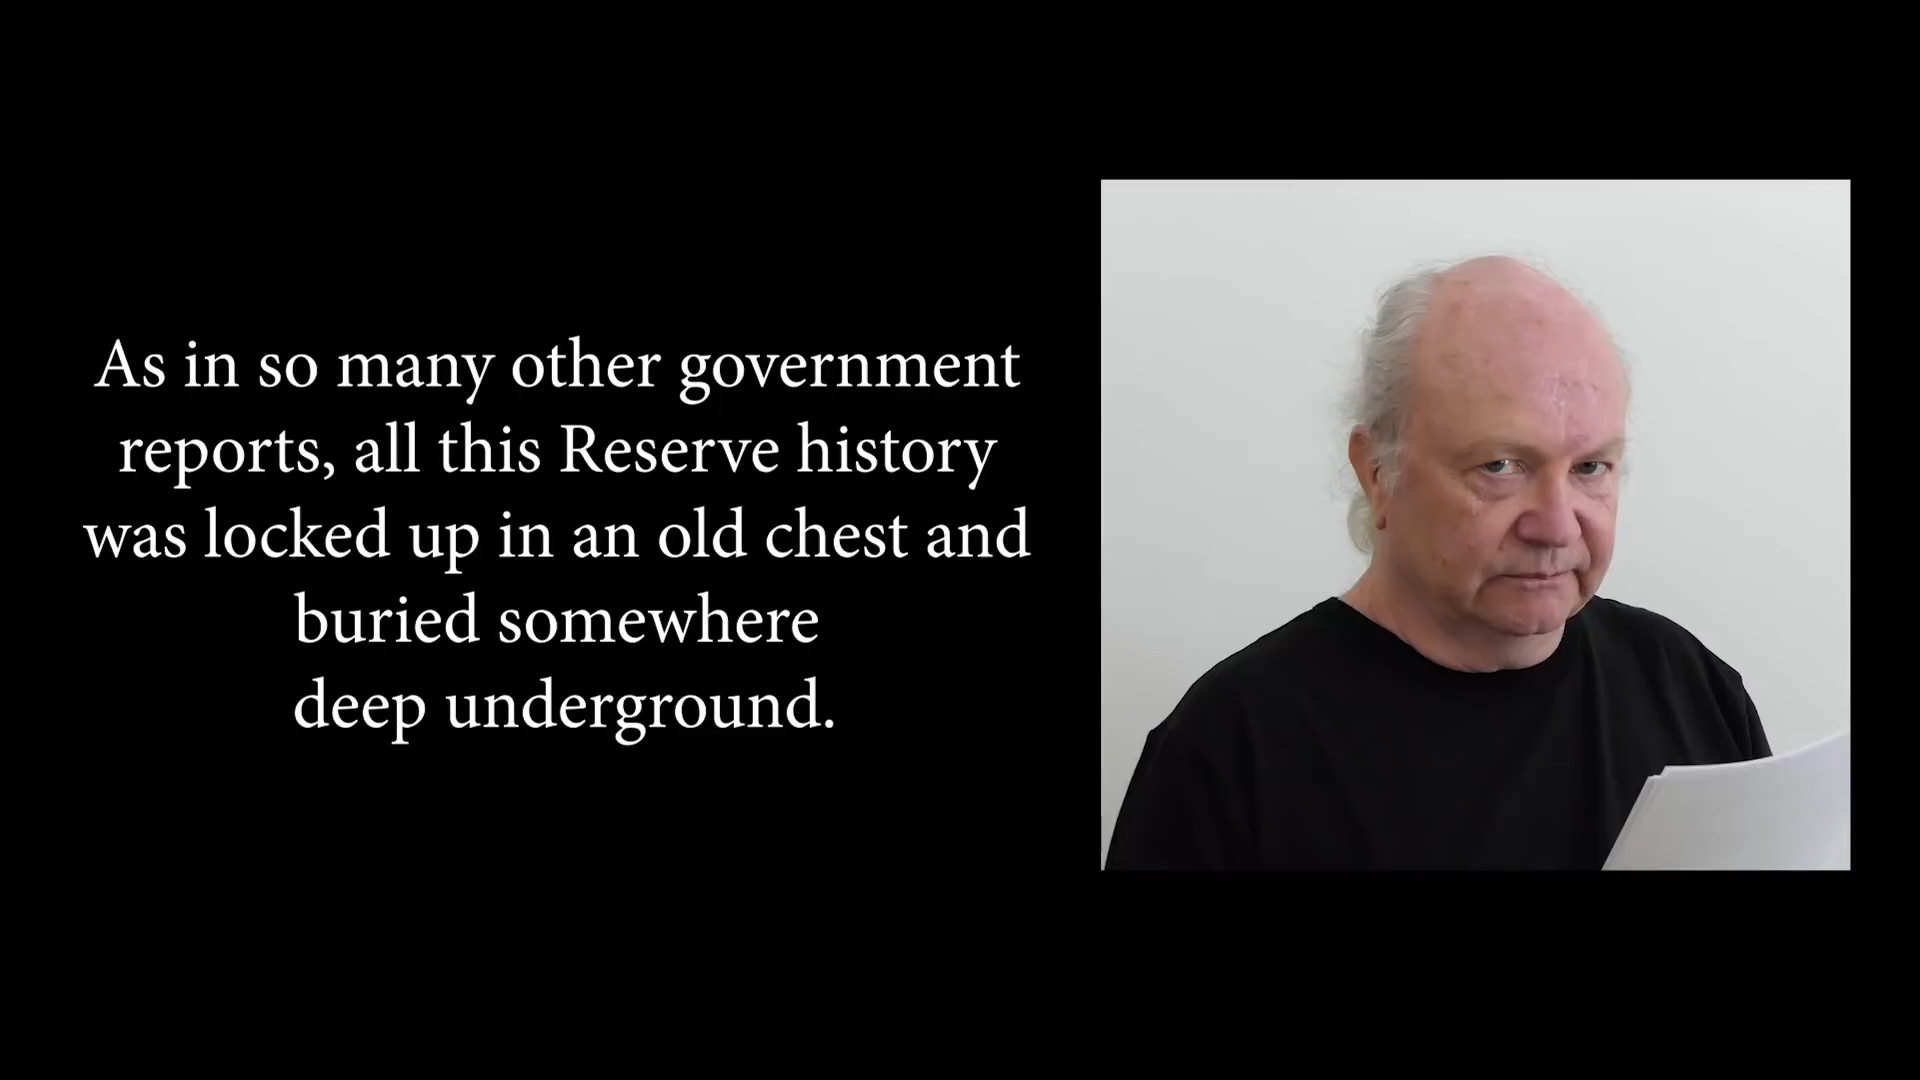 As in so many other government
reports, all this Reserve history
was locked up in an old chest and
buried somewhere
deep underground.